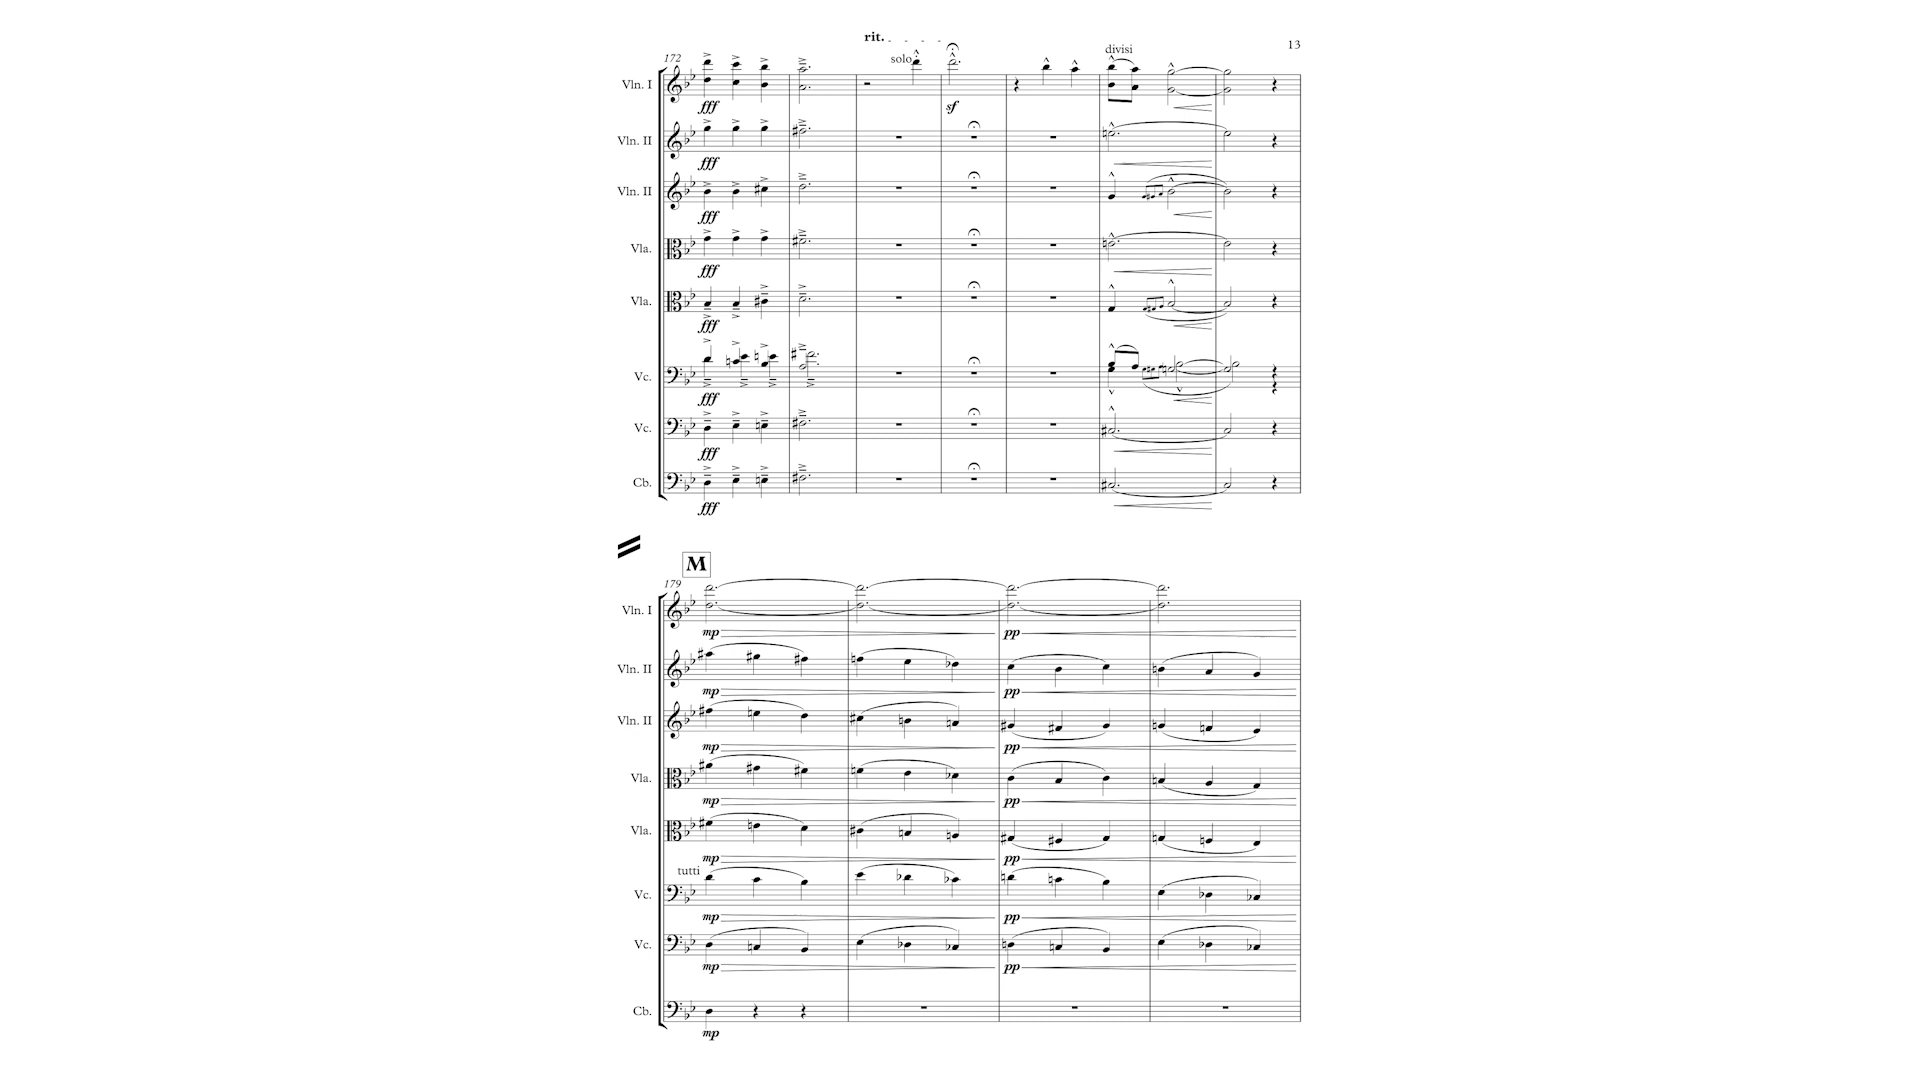 rit.
13
172
solo
divisi
Vln. I
fff
sf
Vln. II
fff
Vln. II
fff
Vla.
fff
Vla.
fff
Vc.
fff
Vc.
fff
Cb.
fff
M
179
Vln. I
mp
pp
Vln. II
mp
pp
Vln. II
mp
pp
Vla.
mp
pp
Vla.
mp
pp
tutti
Vc.
mp
pp
Vc.
mp
pp
Cb.
mp